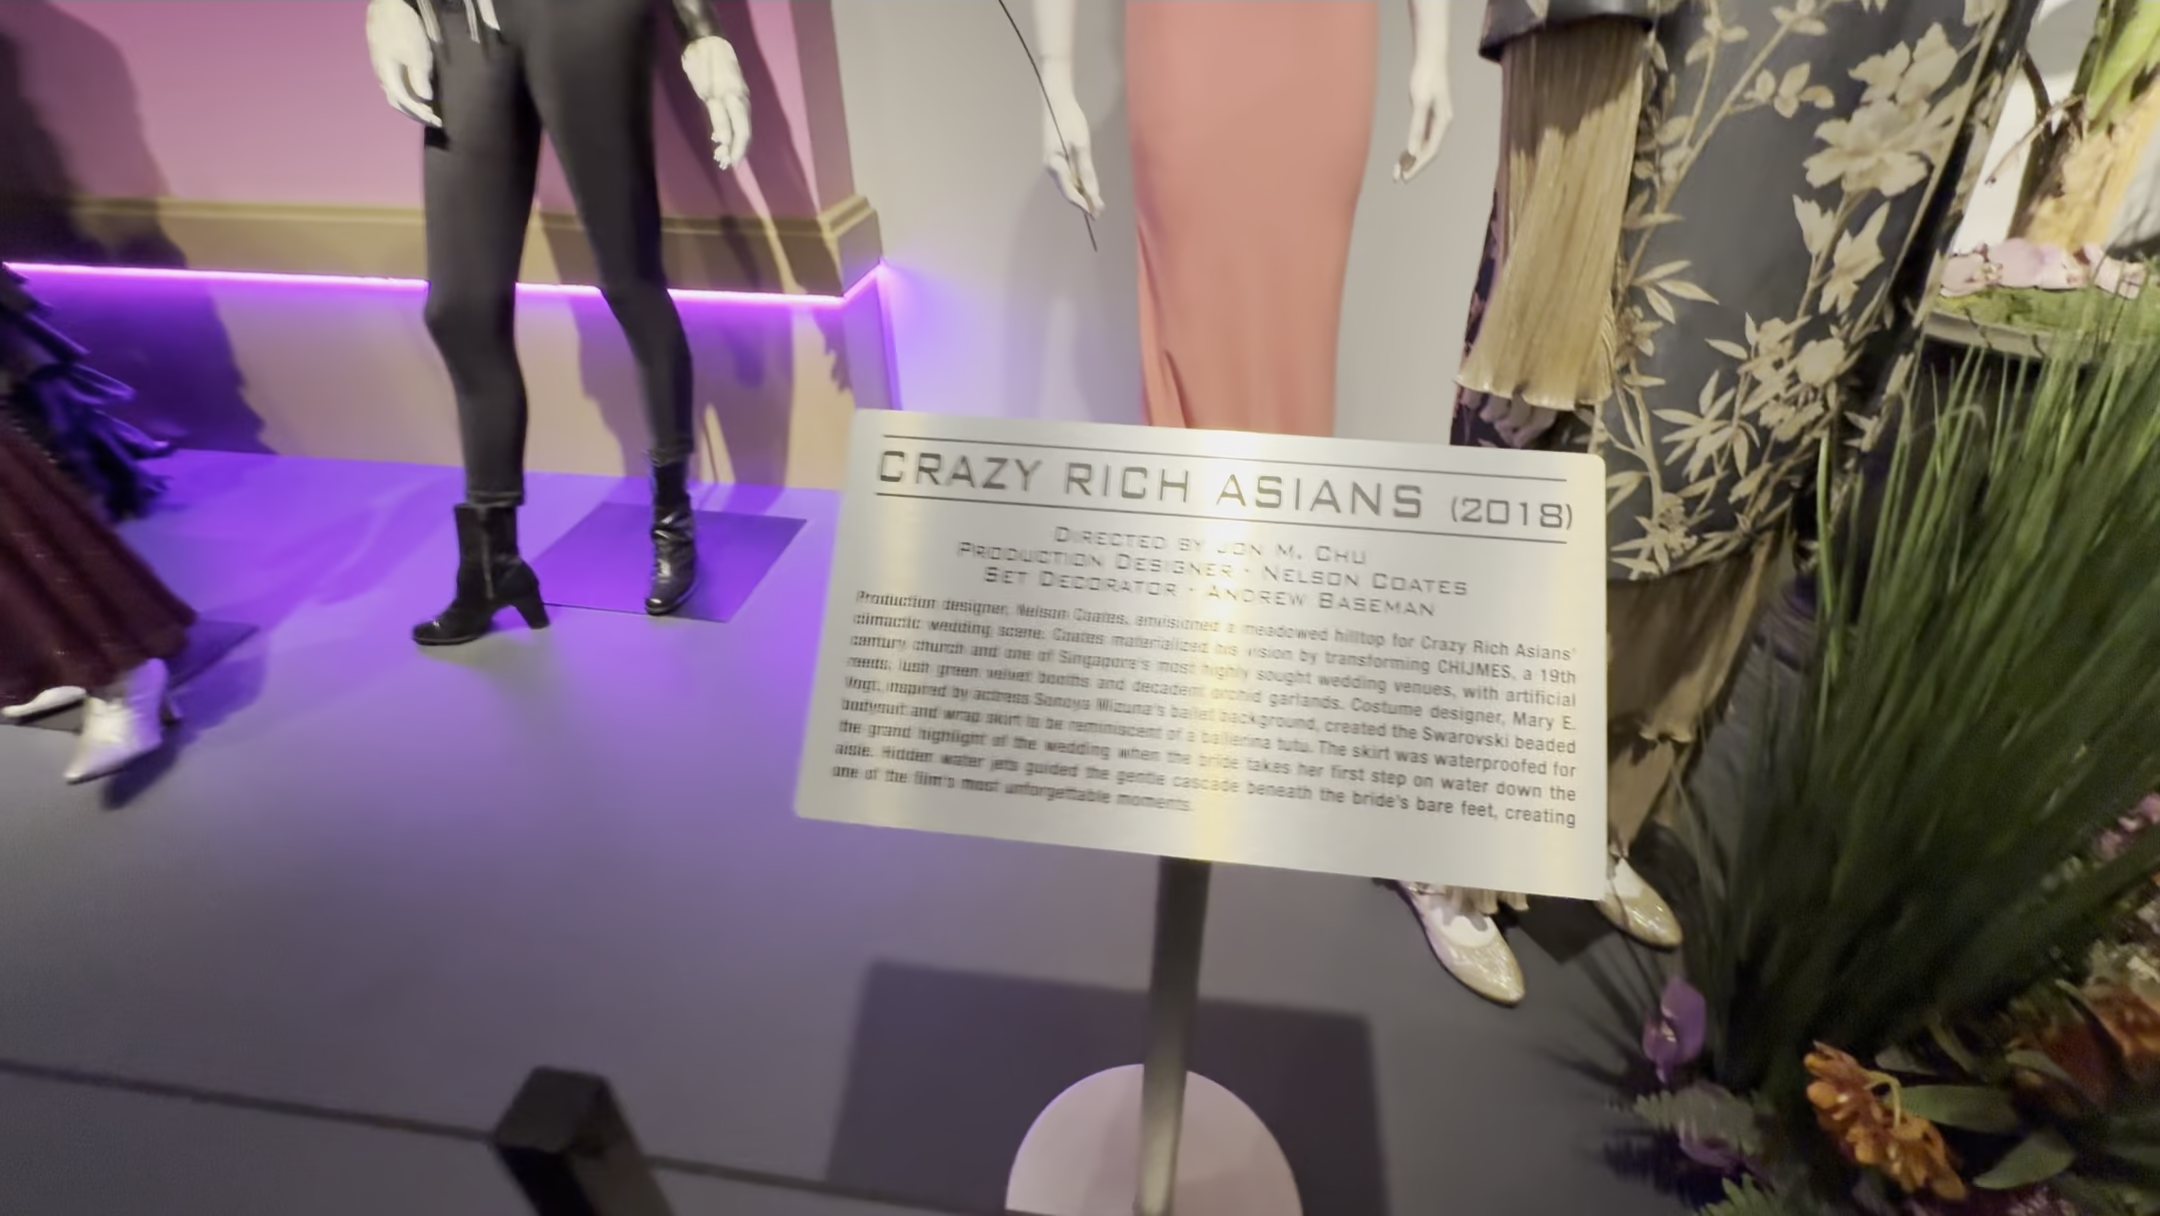 CRAZY RICH ASIANS (2018)
DIRECTED BY JON M. CHU
PRODUCTION DESIGNER - NELSON COATES
SET DECORATOR - ANDREW BASEMAN
Production designer, Nelson Coates, envisioned a meadowed hilltop for Crazy Rich Asians'
climactic wedding scene. Coates materialized his vision by transforming CHIJMES, a 19th
century church and one of Singapore's most highly sought wedding venues, with artificial
reeds, lush green velvet booths and decadent orchid garlands. Costume designer, Mary E.
Vogt, inspired by actress Sonoya Mizuna's ballet background, created the Swarovski beaded
bodysuit and wrap skirt to be reminiscent of a ballerina tutu. The skirt was waterproofed for
the grand highlight of the wedding when the bride takes her first step on water down the
aisle. Hidden water jets guided the gentle cascade beneath the bride's bare feet, creating
one of the film's most unforgettable moments.